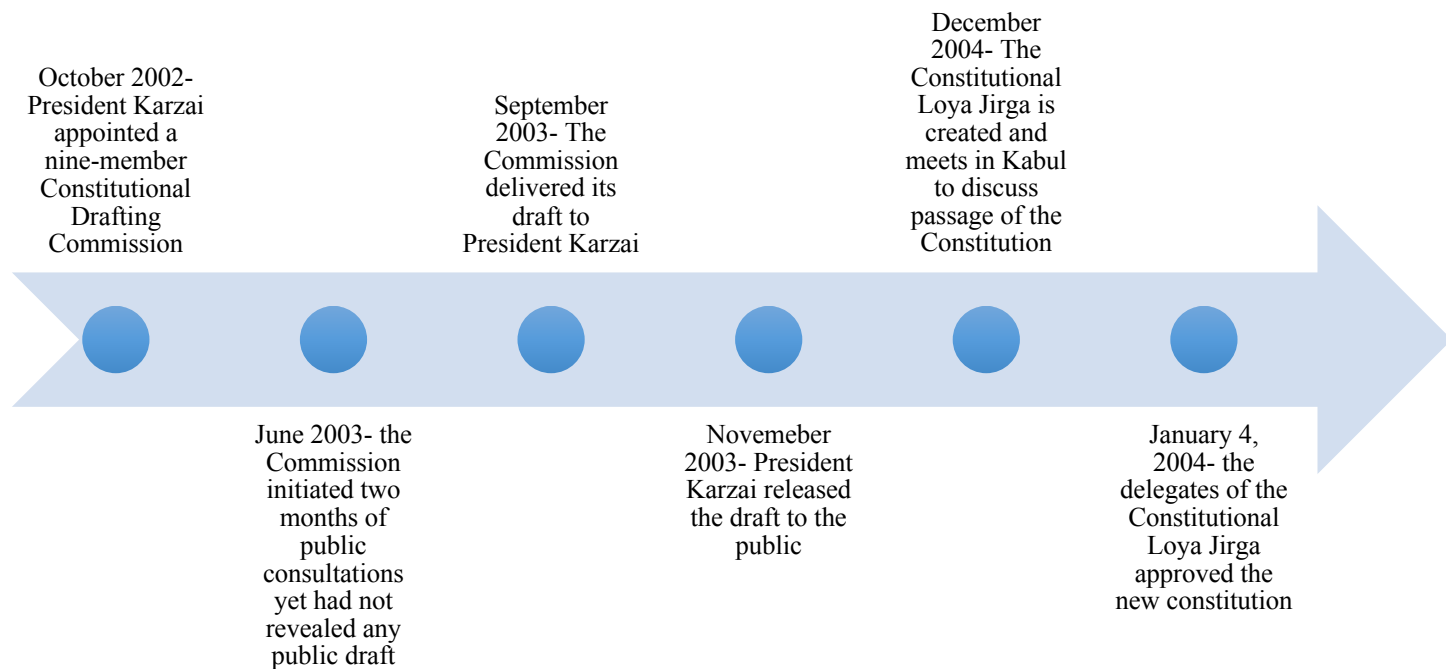 October 2002-
President Karzai
appointed a
nine-member
Constitutional
Drafting
Commission
June 2003- the
Commission
initiated two
months of
public
consultations
yet had not
revealed any
public draft
September
2003- The
Commission
delivered its
draft to
President Karzai
Novemeber
2003- President
Karzai released
the draft to the
public
December
2004- The
Constitutional
Loya Jirga is
created and
meets in Kabul
to discuss
passage of the
Constitution
January 4,
2004- the
delegates of the
Constitutional
Loya Jirga
approved the
new constitution